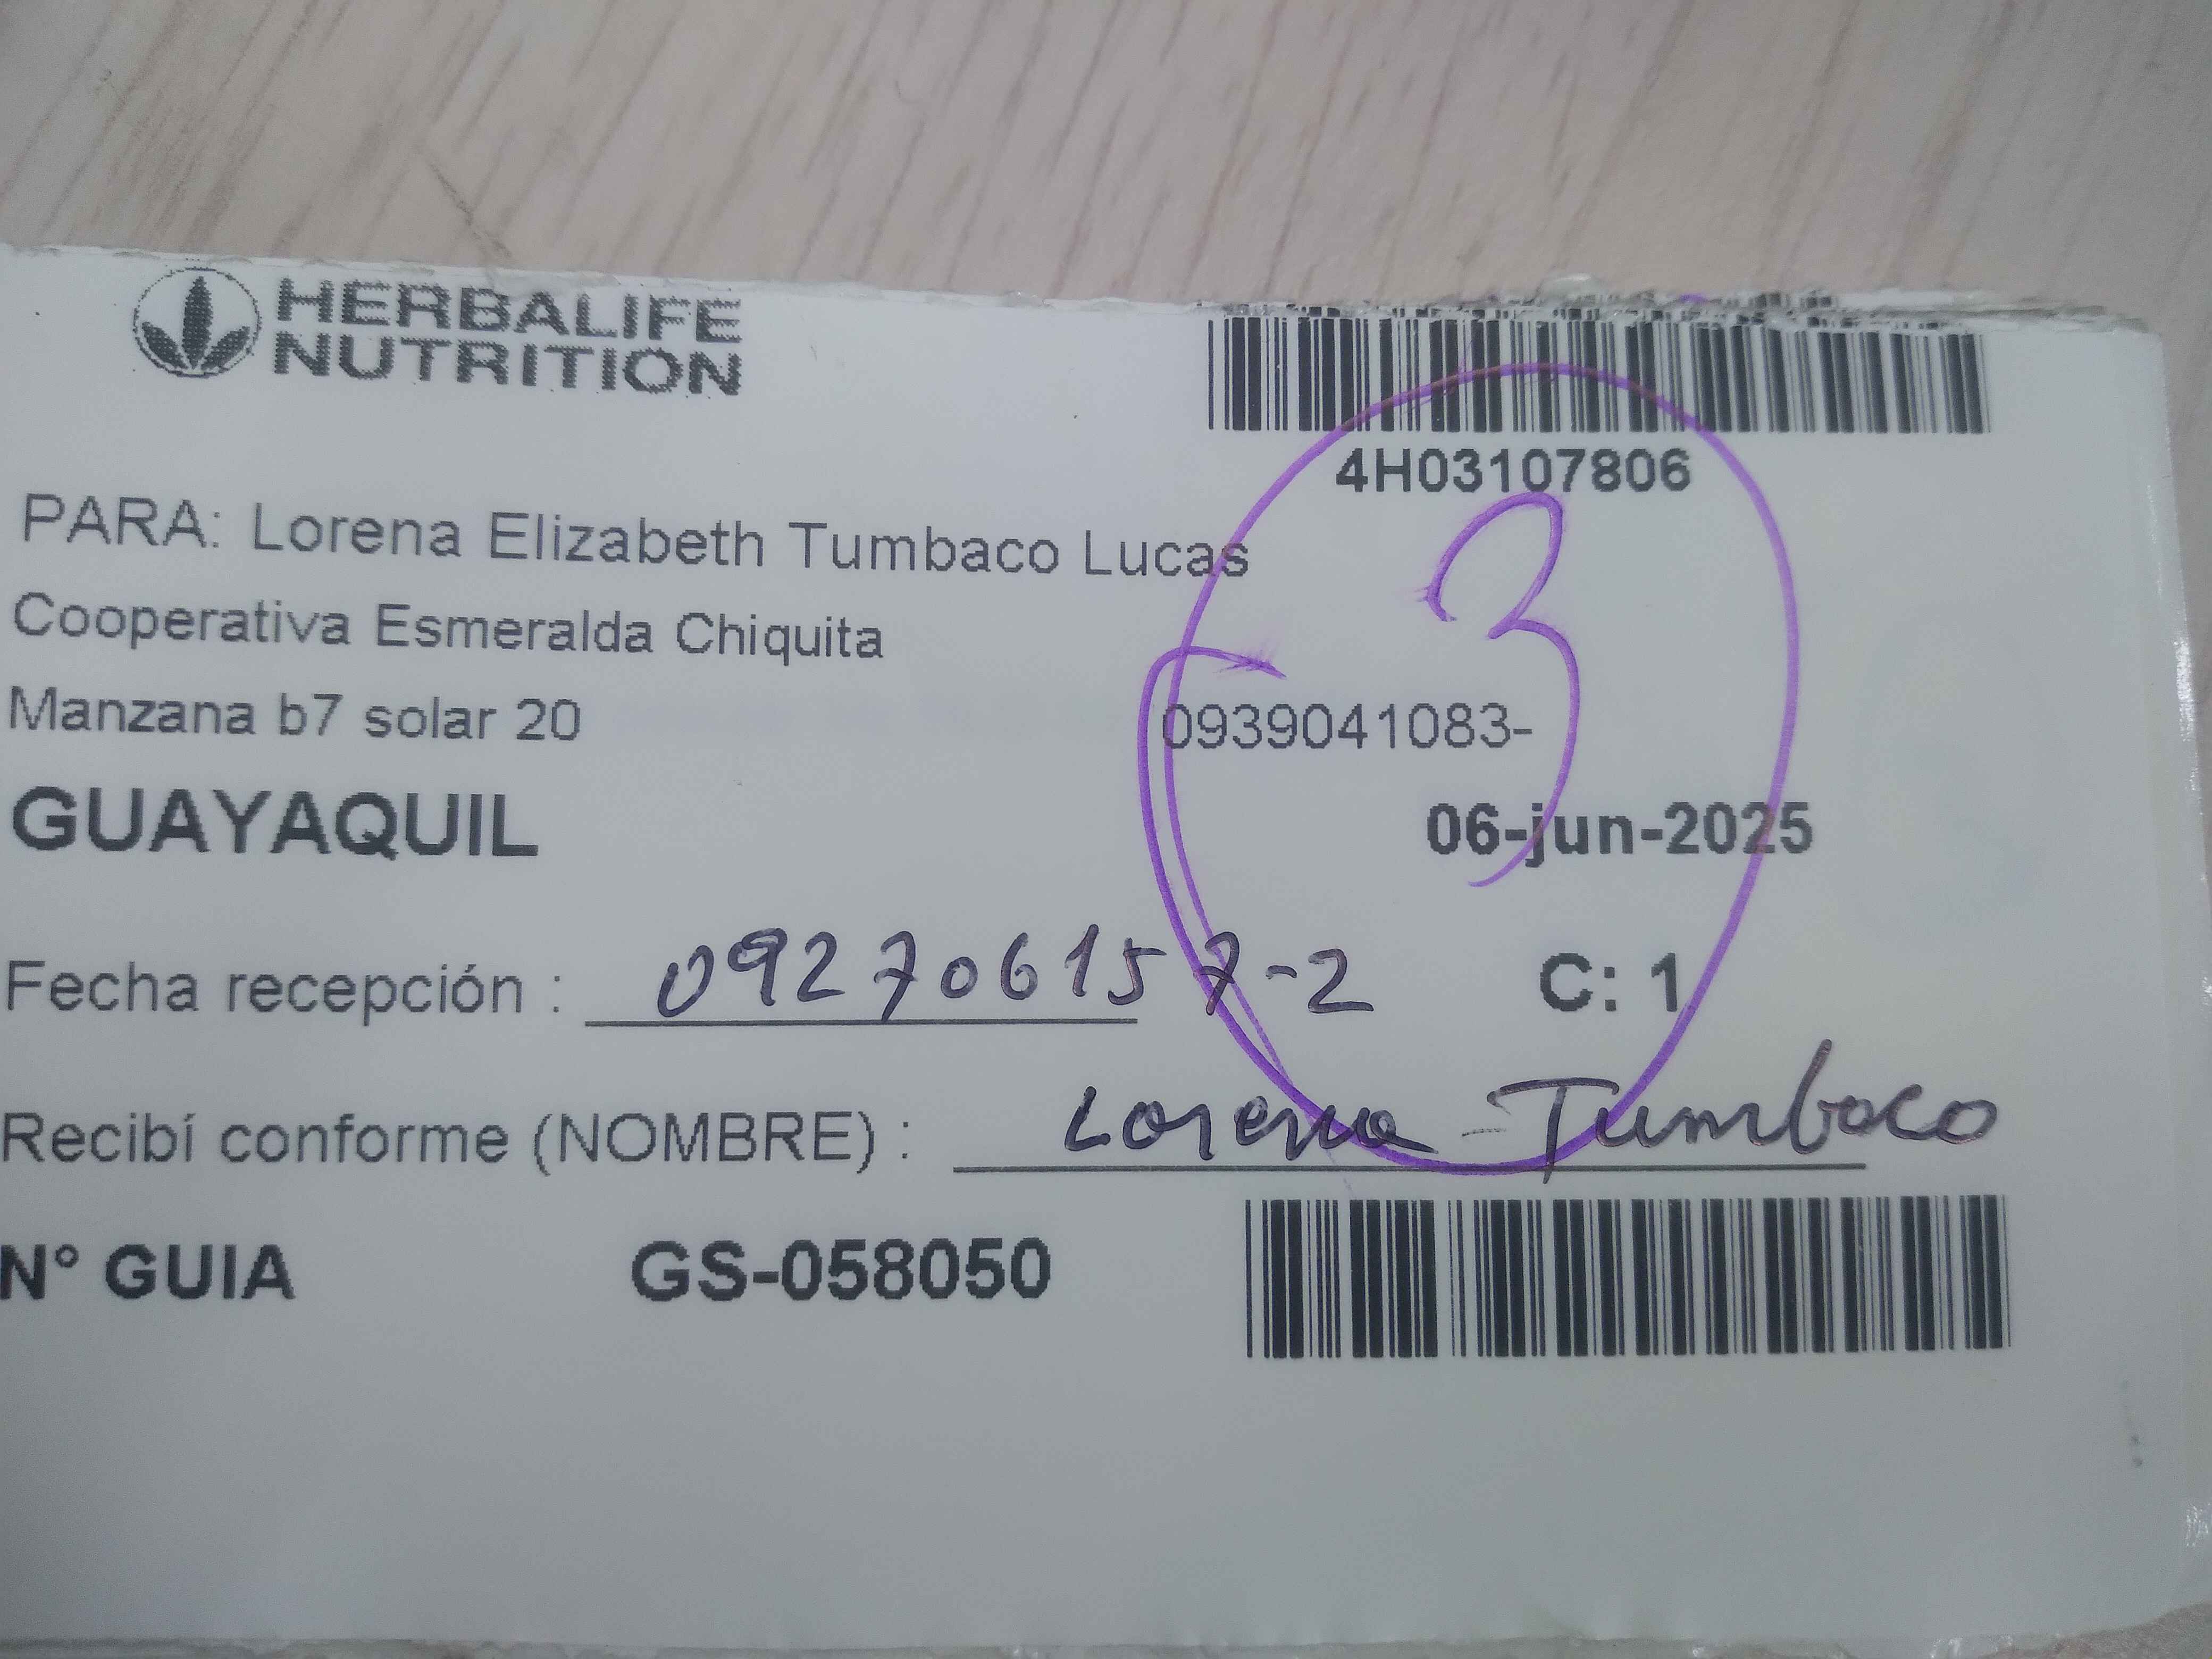 HERBALIFE
NUTRITION
4H03107806
PARA: Lorena Elizabeth Tumbaco Lucas
3
Cooperativa Esmeralda Chiquita
Manzana b7 solar 20
0939041083-
GUAYAQUIL
06-jun-2025
Fecha recepción : 092706157-2
C: 1
Recibí conforme (NOMBRE) : Lorena Tumbaco
N° GUIA GS-058050